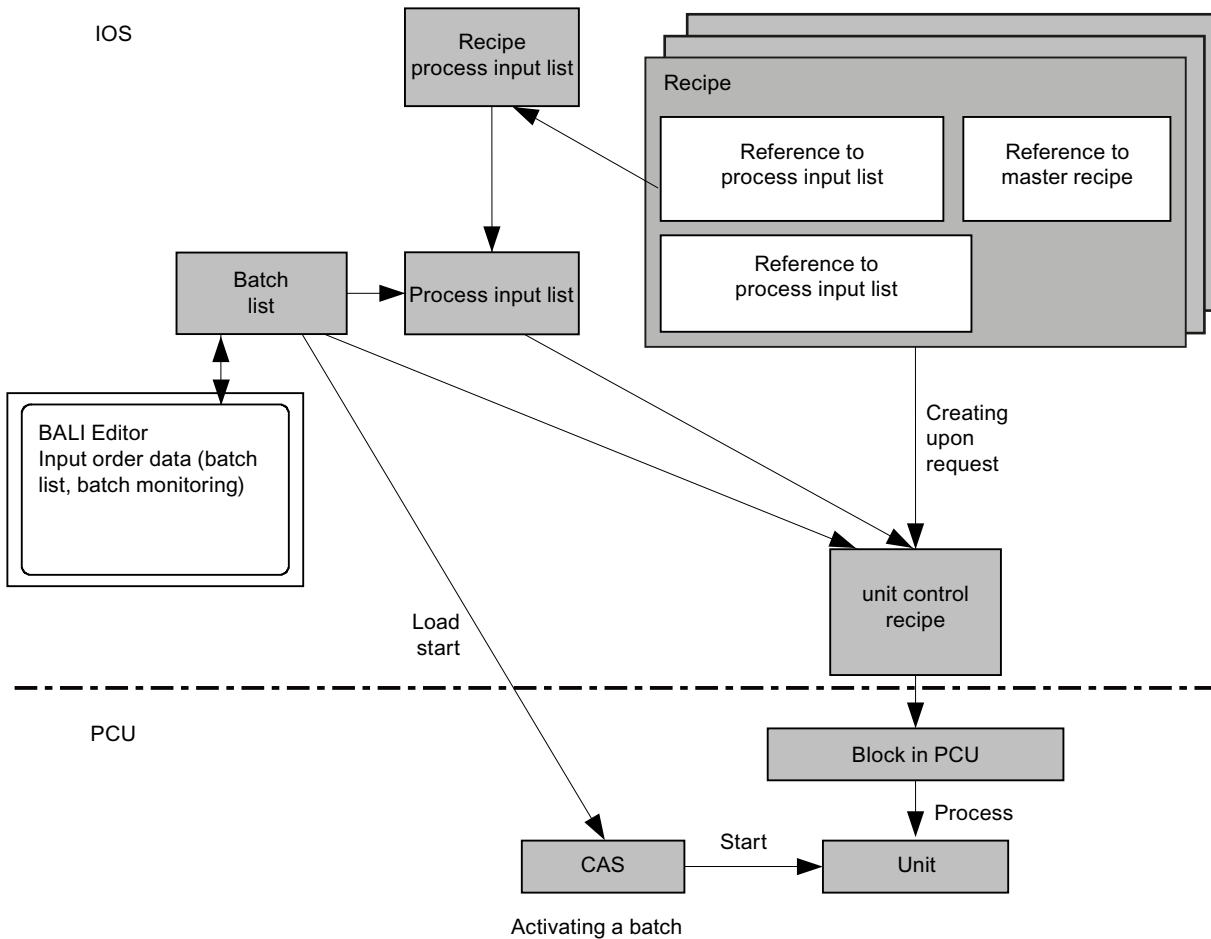 IOS
Recipe
process input list
Recipe
Reference to
process input list
Reference to
master recipe
Reference to
process input list
Batch
list
Process input list
BALI Editor
Input order data (batch
list, batch monitoring)
Creating
upon
request
unit control
recipe
Load
start
PCU
Block in PCU
Process
CAS
Start
Unit
Activating a batch